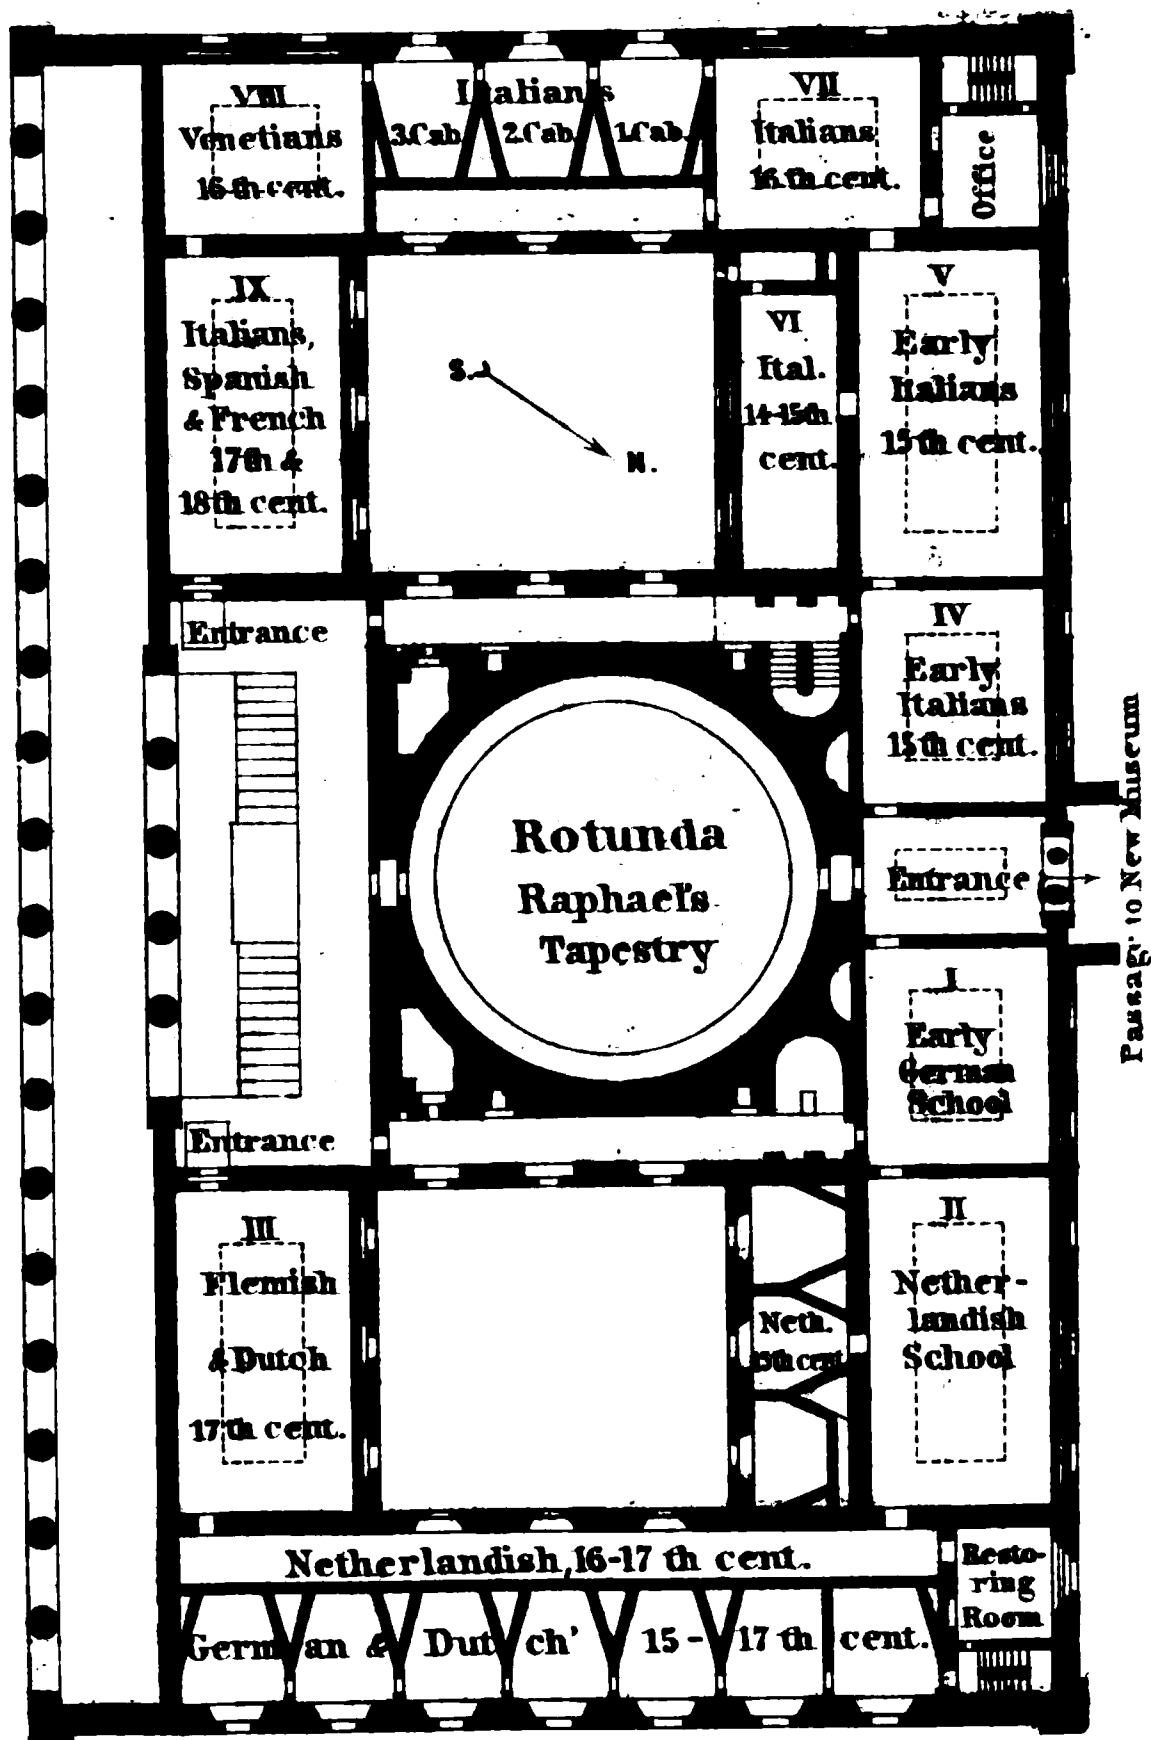 VIII
Venetians
16th cent.
Italians
3.Cab.
2.Cab.
1.Cab.
VII
Italians
16.th cent.
Office
IX
Italians,
Spanish
& French
17th &
18th cent.
S.
N.
VI
Ital.
14-15th
cent.
V
Early
Italians
15th cent.
Entrance
IV
Early
Italians
15th cent.
Rotunda
Raphael's
Tapestry
Entrance
Passage to New Museum
I
Early
German
School
Entrance
III
Flemish
& Dutch
17th cent.
Neth.
15th cent
II
Nether-
landish
School
Netherlandish, 16-17 th cent.
Resto-
ring
Room
German & Dutch' 15-17 th cent.